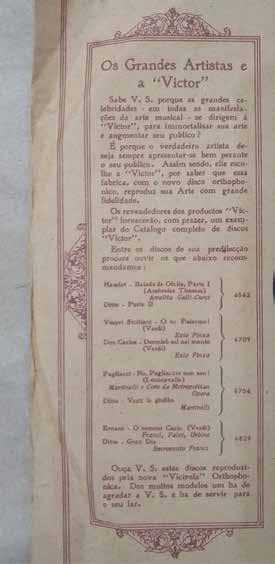 Os Grandes Artistas e
a "Victor"
Sabe V. S. porque as grandes ce-
lebridades - em todas as manifesta-
ções da arte musical - se dirigem á
"Victor", para immortalisar sua arte
e augmentar seu publico?
É porque o verdadeiro artista de-
seja sempre apresentar-se bem perante
o seu publico. Assim sendo, elle esco-
lhe a "Victor", por saber que essa
fabrica, com o novo disco orthopho-
nico, reproduz sua Arte com grande
fidelidade.
Os revendedores dos productos "Vic-
tor" fornecerão, com prazer, um exem-
plar do Catalogo completo de discos
"Victor".
Entre os discos de sua predilecção
procure ouvir os que abaixo recom-
mendamos:
Hamlet - Balada de Ofelia, Parte I
(Ambroise Thomas)
Amelita Galli-Curci
Ditto - Parte II
6642
Vespri Siciliani - O tu Palermo!
(Verdi)
Ezio Pinza
Don Carlos - Dormirò sol nel manto
(Verdi)
Ezio Pinza
6709
Pagliacci - No, Pagliaccio non son!
(Leoncavallo)
Martinelli e Coro da Metropolitan
Opera
Ditto - Vesti la giubba
Martinelli
6754
Ernani - O sommo Carlo (Verdi)
Franci, Palet, Urbino
Ditto - Gran Dio
Benvenuto Franci
Ouça V. S. estes discos reproduzi-
dos pela nova "Victrola" Orthopho-
nica. Dos muitos modelos um ha de
agradar a V. S. e ha de servir para
o seu lar.